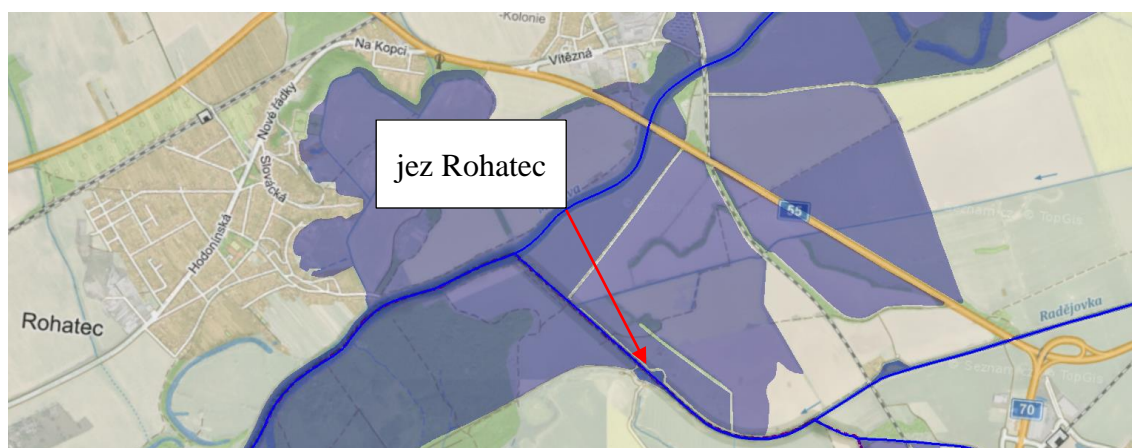 -Kolonie
Na Kopci
Vítězná
Nové řádky
jez Rohatec
Slovácká
55
Hodonínská
Rohatec
Radějovka
70